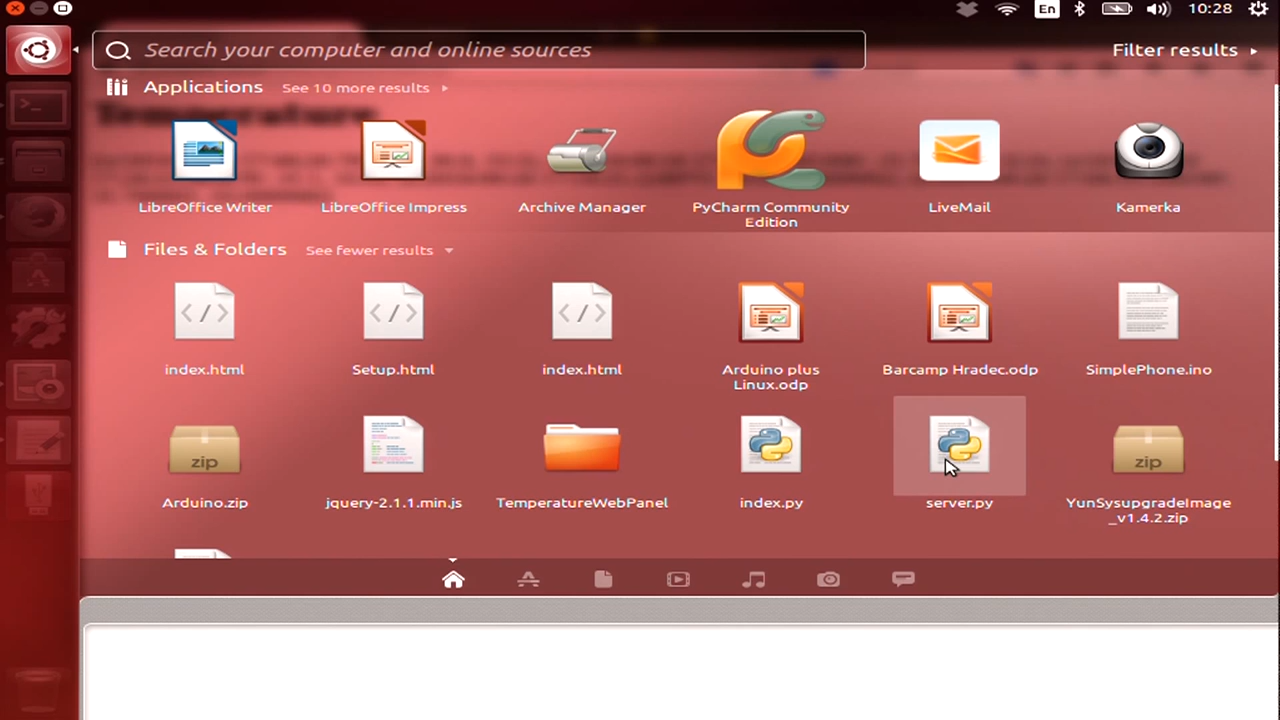 En
10:28
Search your computer and online sources
Filter results
Applications
See 10 more results
Temperature
LibreOffice Writer
LibreOffice Impress
Archive Manager
PyCharm Community
Edition
LiveMail
Kamerka
Files & Folders
See fewer results
index.html
Setup.html
index.html
Arduino plus
Linux.odp
Barcamp Hradec.odp
SimplePhone.ino
zip
zip
Arduino.zip
jquery-2.1.1.min.js
TemperatureWebPanel
index.py
server.py
YunSysupgradeImage
_v1.4.2.zip